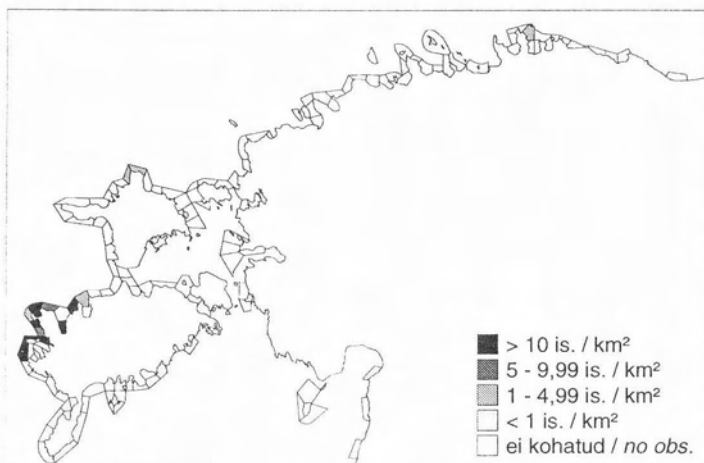 > 10 is. / km²
5 - 9,99 is. / km²
1 - 4,99 is. / km²
< 1 is. / km²
ei kohatud / no obs.